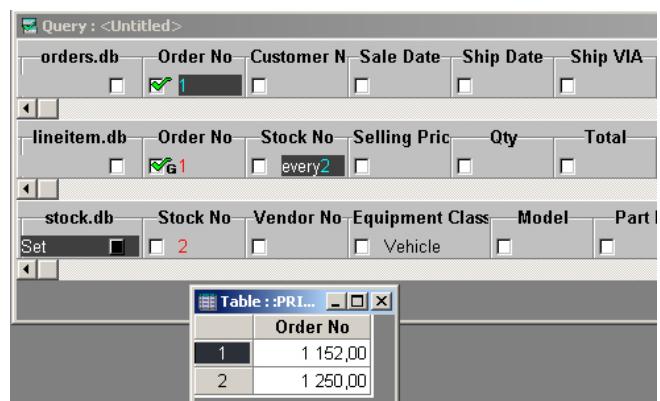 Query : <Untitled>
orders.db Order No Customer N Sale Date Ship Date Ship VIA
1
lineitem.db Order No Stock No Selling Pric Qty Total
G 1 every2
stock.db Stock No Vendor No Equipment Class Model Part
Set 2 Vehicle
Table : :PRI...
Order No
1 1 152,00
2 1 250,00